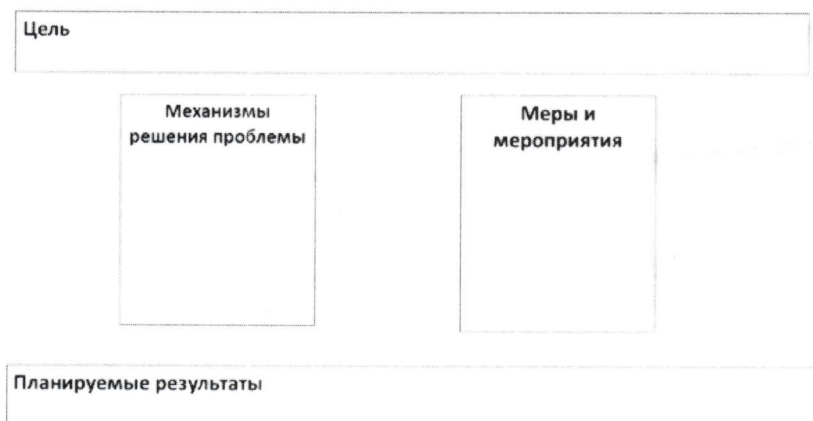 Цель
Механизмы
решения проблемы
Меры и
мероприятия
Планируемые результаты